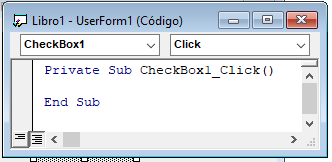 Libro1 - UserForm1 (Código)
CheckBox1 Click
Private Sub CheckBox1_Click()
End Sub